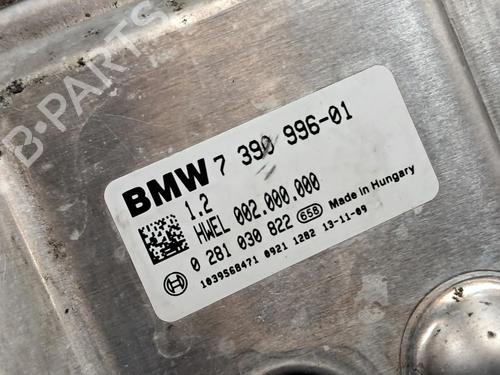 B-PARTS
BMW 7 390 996-01
1.2
HWEL 002.000.000
0 281 030 822 658 Made in Hungary
1039S68471 0921 1282 13-11-09